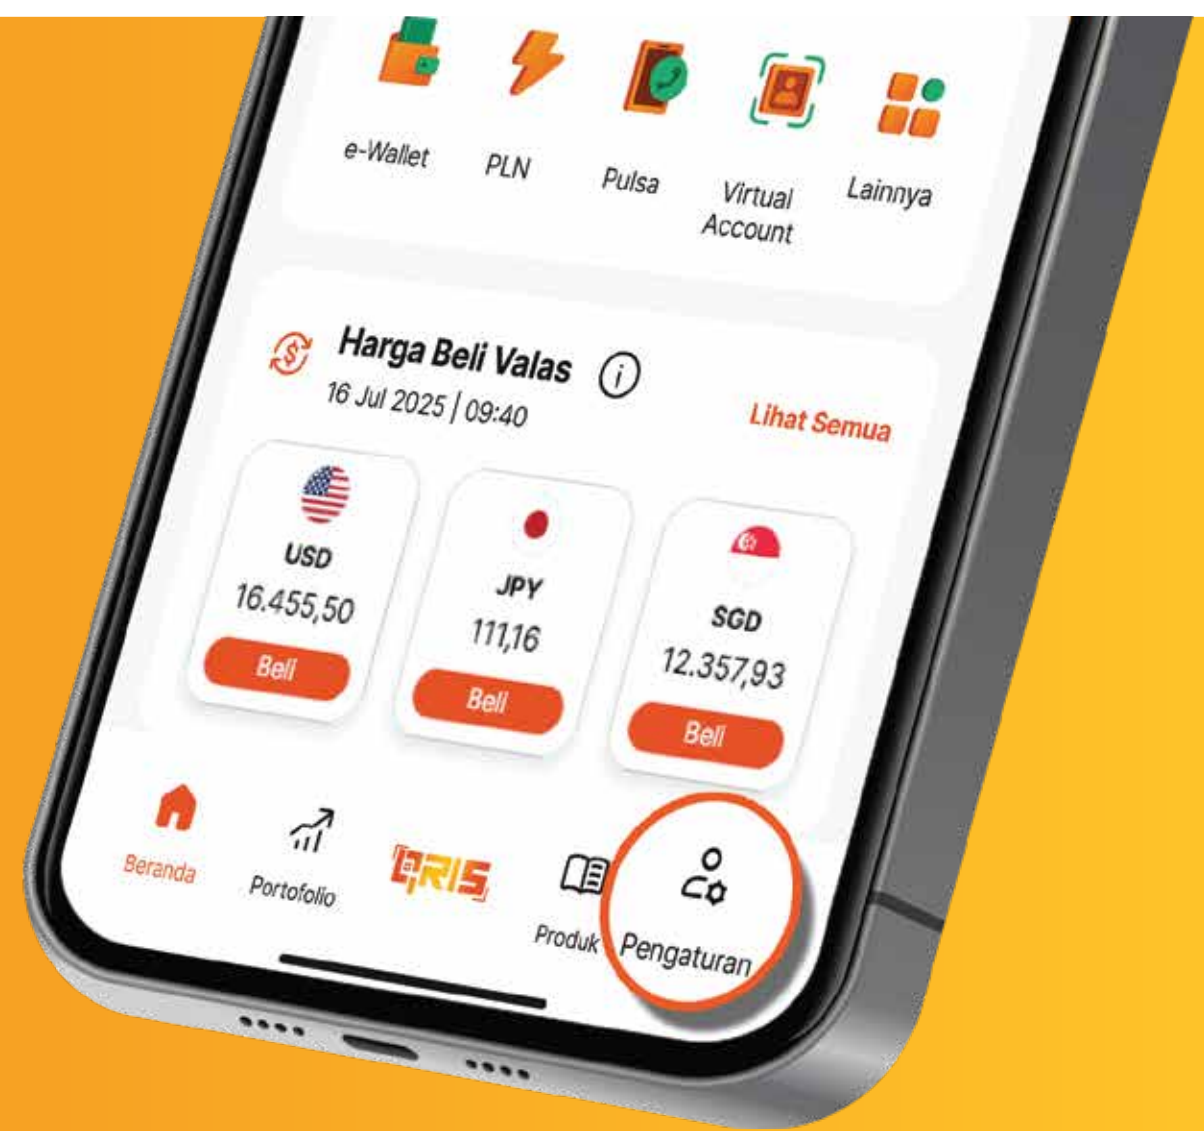 e-Wallet
PLN
Pulsa
Virtual
Account
Lainnya
Harga Beli Valas
16 Jul 2025 | 09:40
Lihat Semua
USD
16.455,50
Beli
JPY
111,16
Beli
SGD
12.357,93
Beli
Beranda
Portofolio
QRIS
Produk
Pengaturan